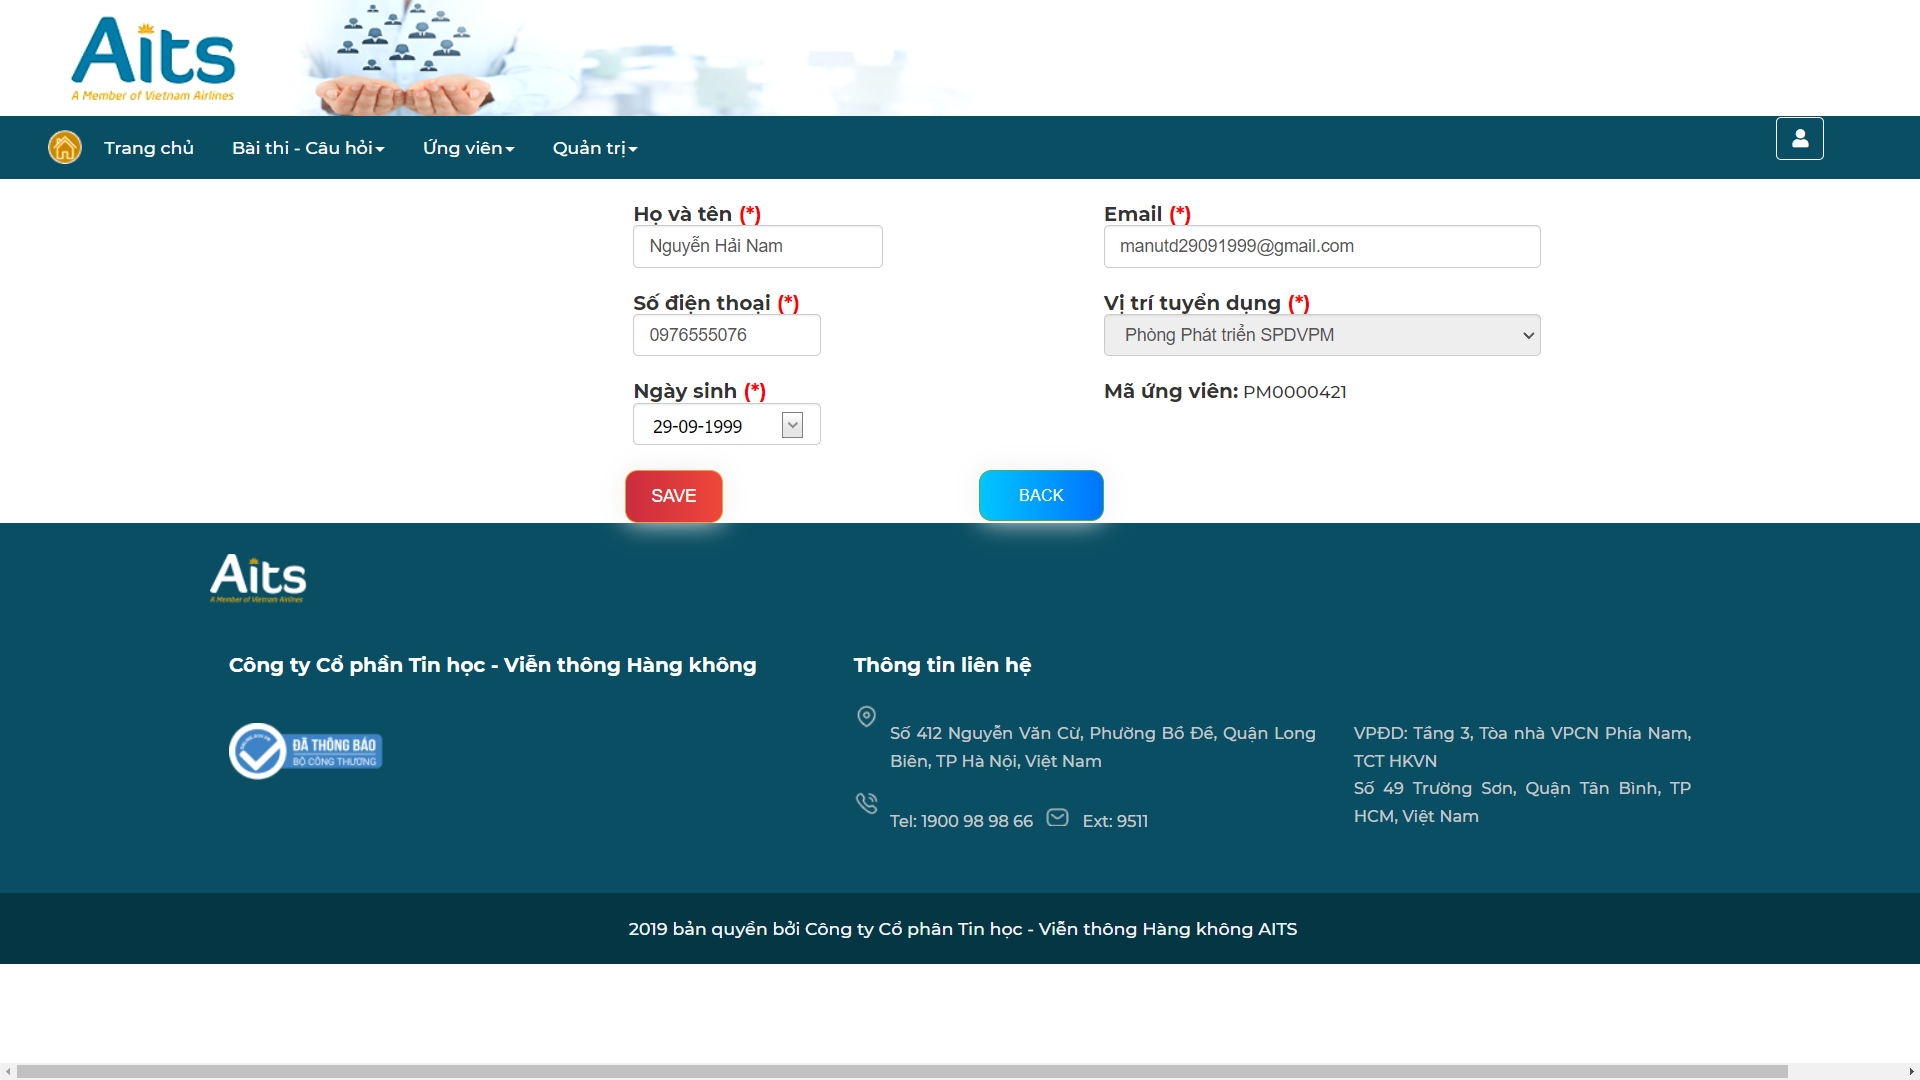 Aits
A Member of Vietnam Airlines
Trang chủ
Bài thi - Câu hỏi
Ứng viên
Quản trị
Họ và tên (*)
Nguyễn Hải Nam
Email (*)
manutd29091999@gmail.com
Số điện thoại (*)
0976555076
Vị trí tuyển dụng (*)
Phòng Phát triển SPDVPM
Ngày sinh (*)
29-09-1999
Mã ứng viên: PM0000421
SAVE
BACK
Aits
A Member of Vietnam Airlines
Công ty Cổ phần Tin học - Viễn thông Hàng không
ĐÃ THÔNG BÁO
BỘ CÔNG THƯƠNG
Thông tin liên hệ
Số 412 Nguyễn Văn Cừ, Phường Bồ Đề, Quận Long
Biên, TP Hà Nội, Việt Nam
Tel: 1900 98 98 66
Ext: 9511
VPĐD: Tầng 3, Tòa nhà VPCN Phía Nam,
TCT HKVN
Số 49 Trường Sơn, Quận Tân Bình, TP
HCM, Việt Nam
2019 bản quyền bởi Công ty Cổ phân Tin học - Viễn thông Hàng không AITS